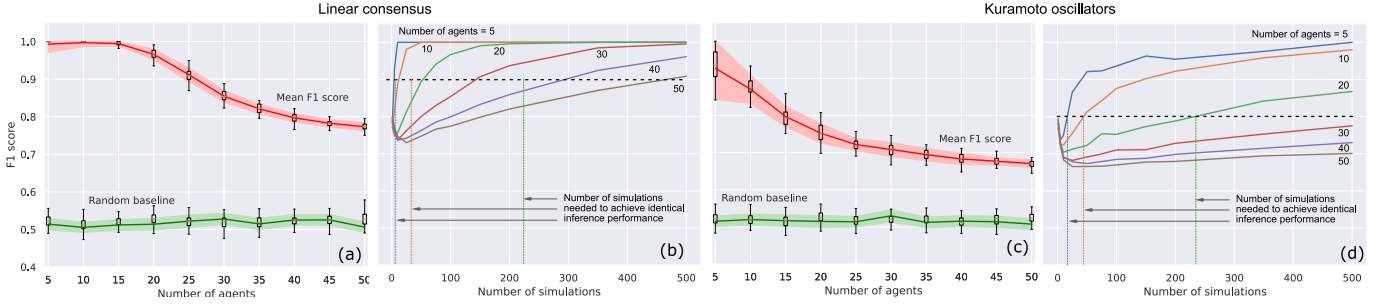 Linear consensus
Kuramoto oscillators
F1 score
1.0
0.9
0.8
0.7
0.6
0.5
0.4
Mean F1 score
Random baseline
(a)
5 10 15 20 25 30 35 40 45 50
Number of agents
Number of agents = 5
10
20
30
40
50
Number of simulations
needed to achieve identical
inference performance
(b)
0 100 200 300 400 500
Number of simulations
Mean F1 score
Random baseline
(c)
5 10 15 20 25 30 35 40 45 50
Number of agents
Number of agents = 5
10
20
30
40
50
Number of simulations
needed to achieve identical
inference performance
(d)
0 100 200 300 400 500
Number of simulations